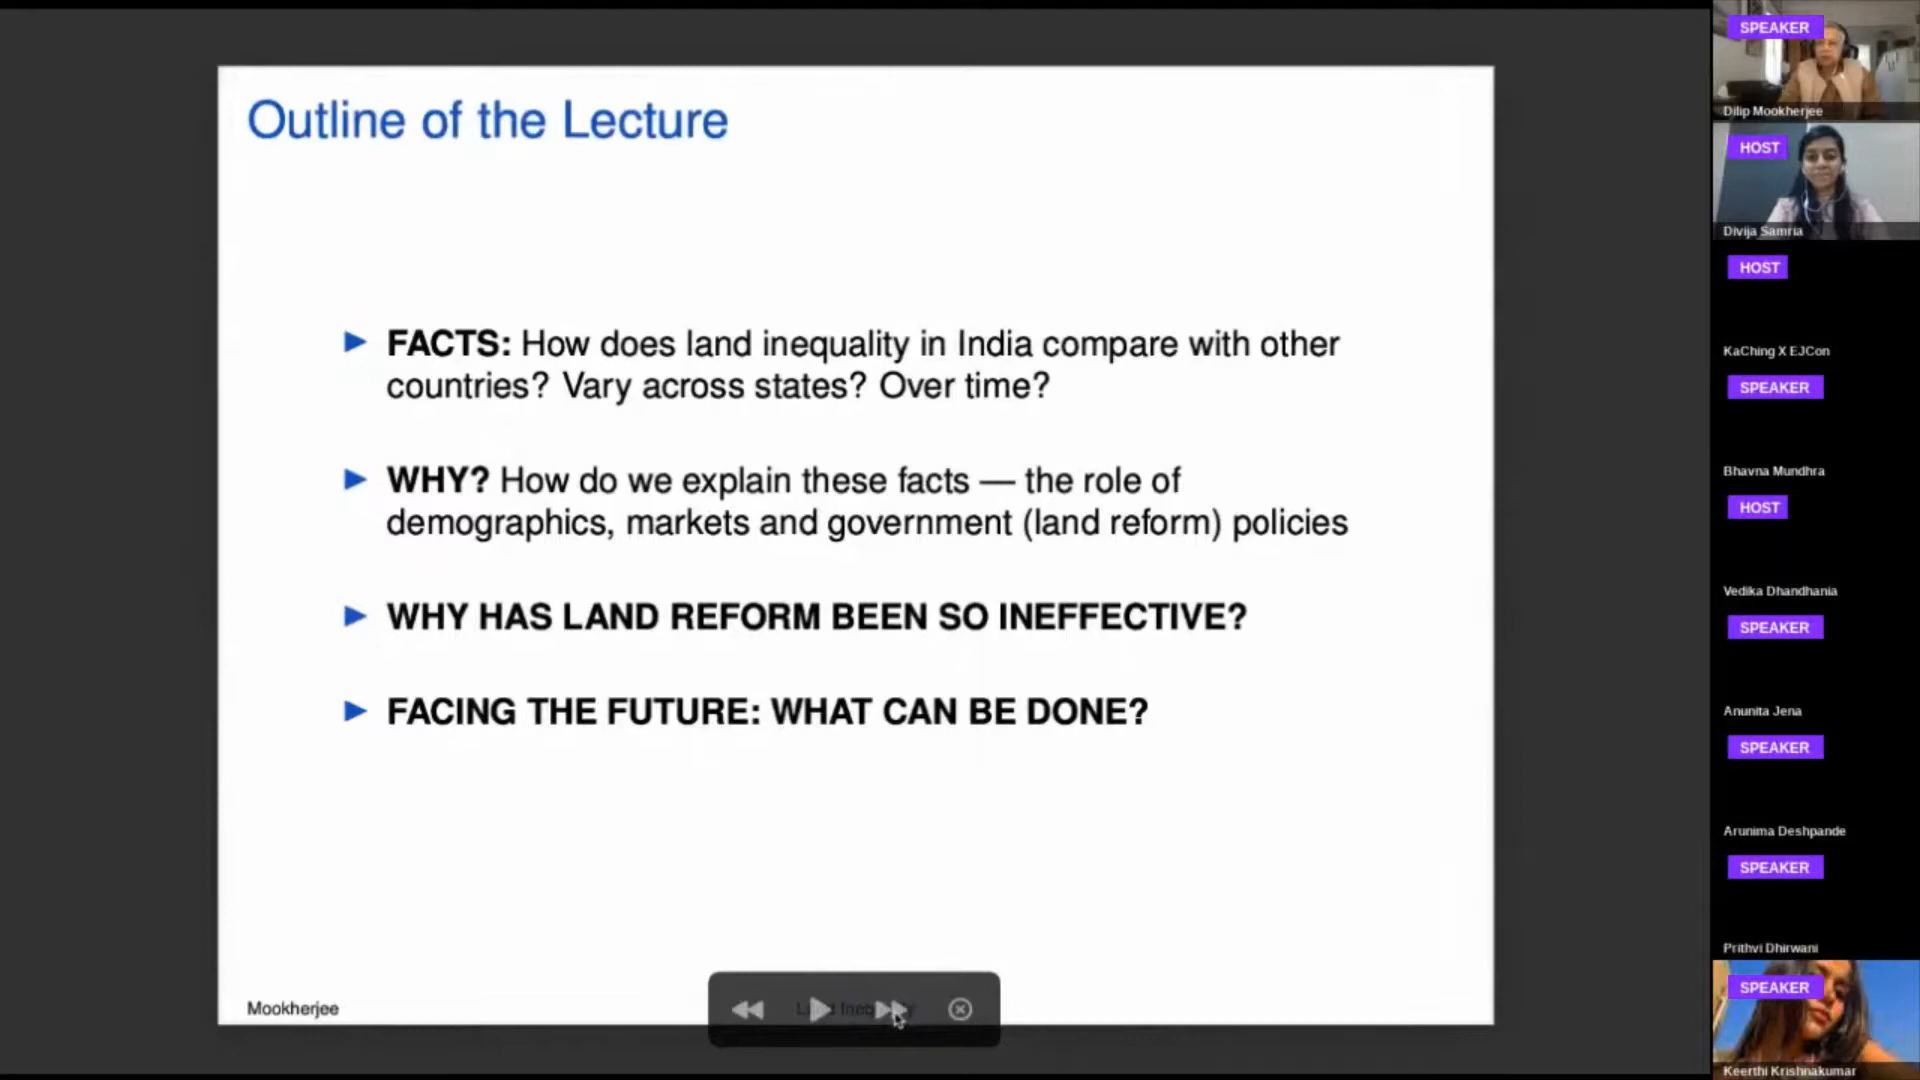 Outline of the Lecture
FACTS: How does land inequality in India compare with other
countries? Vary across states? Over time?
WHY? How do we explain these facts — the role of
demographics, markets and government (land reform) policies
WHY HAS LAND REFORM BEEN SO INEFFECTIVE?
FACING THE FUTURE: WHAT CAN BE DONE?
Mookherjee
SPEAKER
Dilip Mookherjee
HOST
Divija Samria
HOST
KaChing X EJCon
SPEAKER
Bhavna Mundhra
HOST
Vedika Dhandhania
SPEAKER
Anunita Jena
SPEAKER
Arunima Deshpande
SPEAKER
Prithvi Dhirwani
SPEAKER
Keerthi Krishnakumar